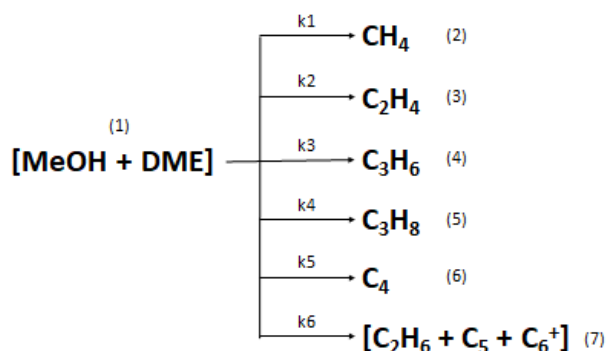 k1
CH₄ (2)
k2
C₂H₄ (3)
(1)
k3
[MeOH + DME]
C₃H₆ (4)
k4
C₃H₈ (5)
k5
C₄ (6)
k6
[C₂H₆ + C₅ + C₆⁺] (7)